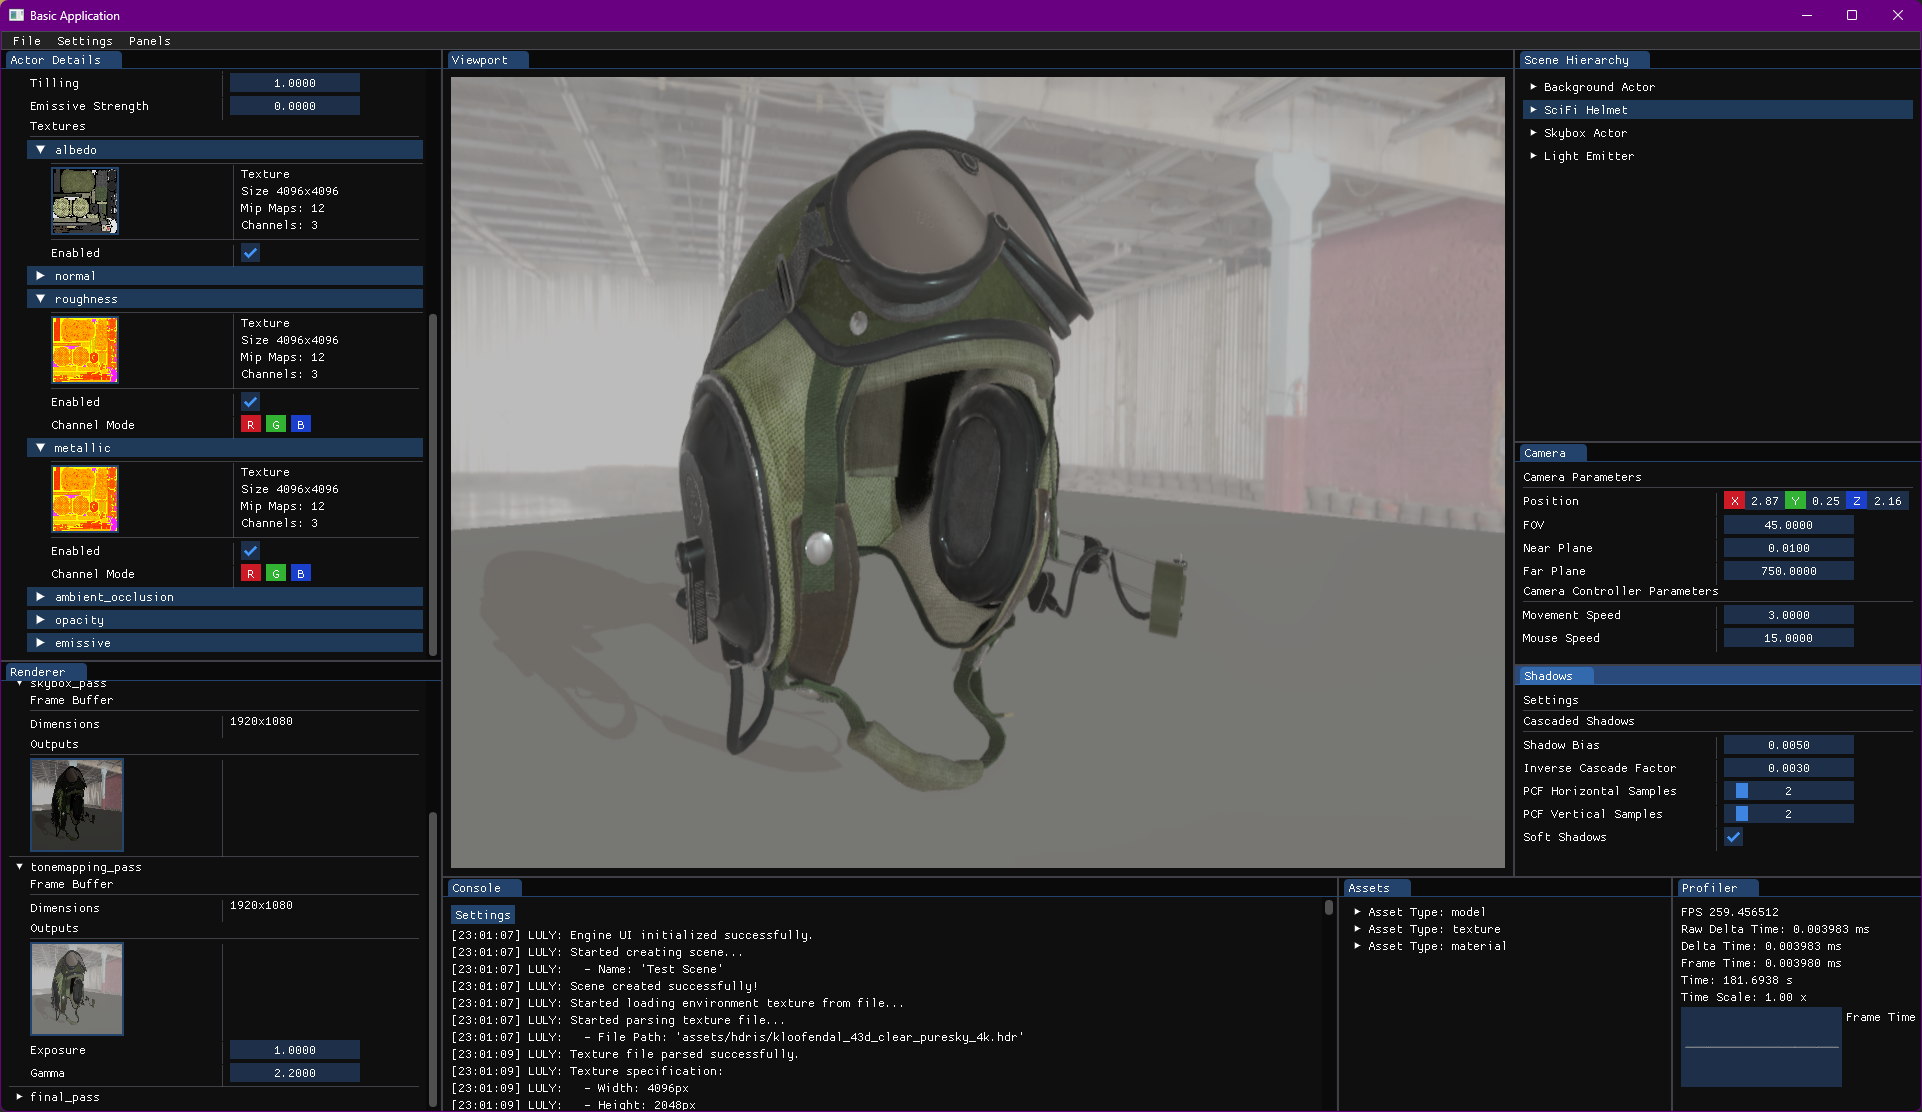 Basic Application
File Settings Panels
Actor Details
Tilling 1.0000
Emissive Strength 0.0000
Textures
albedo
Texture
Size 4096x4096
Mip Maps: 12
Channels: 3
Enabled
normal
roughness
Texture
Size 4096x4096
Mip Maps: 12
Channels: 3
Enabled
Channel Mode R G B
metallic
Texture
Size 4096x4096
Mip Maps: 12
Channels: 3
Enabled
Channel Mode R G B
ambient_occlusion
opacity
emissive
Renderer
skybox_pass
Frame Buffer
Dimensions 1920x1080
Outputs
tonemapping_pass
Frame Buffer
Dimensions 1920x1080
Outputs
Exposure 1.0000
Gamma 2.2000
final_pass
Viewport
Console
Settings
[23:01:07] LULY: Engine UI initialized successfully.
[23:01:07] LULY: Started creating scene...
[23:01:07] LULY: - Name: 'Test Scene'
[23:01:07] LULY: Scene created successfully!
[23:01:07] LULY: Started loading environment texture from file...
[23:01:07] LULY: Started parsing texture file...
[23:01:07] LULY: - File Path: 'assets/hdris/kloofendal_43d_clear_puresky_4k.hdr'
[23:01:09] LULY: Texture file parsed successfully.
[23:01:09] LULY: Texture specification:
[23:01:09] LULY: - Width: 4096px
[23:01:09] LULY: - Height: 2048px
Assets
Asset Type: model
Asset Type: texture
Asset Type: material
Scene Hierarchy
Background Actor
SciFi Helmet
Skybox Actor
Light Emitter
Camera
Camera Parameters
Position X 2.87 Y 0.25 Z 2.16
FOV 45.0000
Near Plane 0.0100
Far Plane 750.0000
Camera Controller Parameters
Movement Speed 3.0000
Mouse Speed 15.0000
Shadows
Settings
Cascaded Shadows
Shadow Bias 0.0050
Inverse Cascade Factor 0.0030
PCF Horizontal Samples 2
PCF Vertical Samples 2
Soft Shadows
Profiler
FPS 259.456512
Raw Delta Time: 0.003983 ms
Delta Time: 0.003983 ms
Frame Time: 0.003980 ms
Time: 181.6938 s
Time Scale: 1.00 x
Frame Time